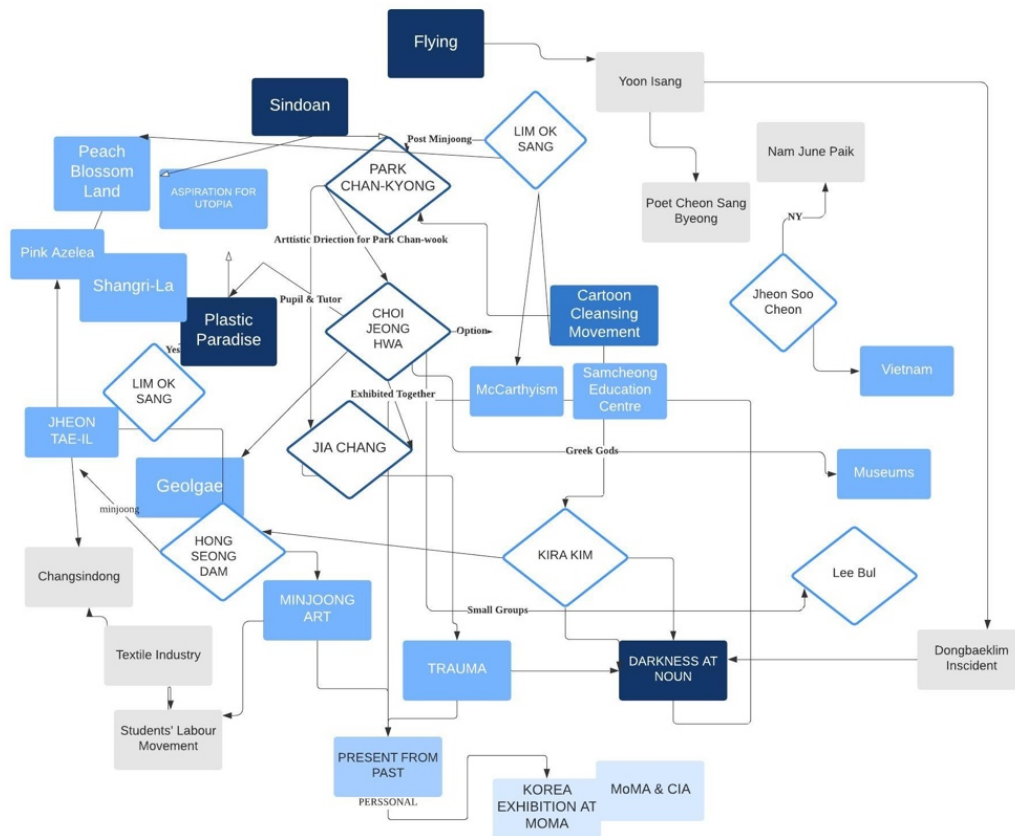 Flying
Yoon Isang
Sindoan
LIM OK
SANG
Post Minjoong
Nam June Paik
Peach
Blossom
Land
PARK
CHAN-KYONG
ASPIRATION FOR
UTOPIA
Poet Cheon Sang
Byeong
NY
Arttistic Driection for Park Chan-wook
Pink Azelea
Shangri-La
Jheon Soo
Cheon
Pupil & Tutor
Plastic
Paradise
CHOI
JEONG
HWA
Option
Cartoon
Cleansing
Movement
Yes
LIM OK
SANG
Vietnam
Exhibited Together
McCarthyism
Samcheong
Education
Centre
JHEON
TAE-IL
JIA CHANG
Greek Gods
Museums
Geolgae
minjoong
HONG
SEONG
DAM
KIRA KIM
Lee Bul
Changsindong
MINJOONG
ART
Small Groups
Textile Industry
TRAUMA
DARKNESS AT
NOUN
Dongbaeklim
Inscident
Students' Labour
Movement
PRESENT FROM
PAST
PERSSONAL
KOREA
EXHIBITION AT
MOMA
MoMA & CIA